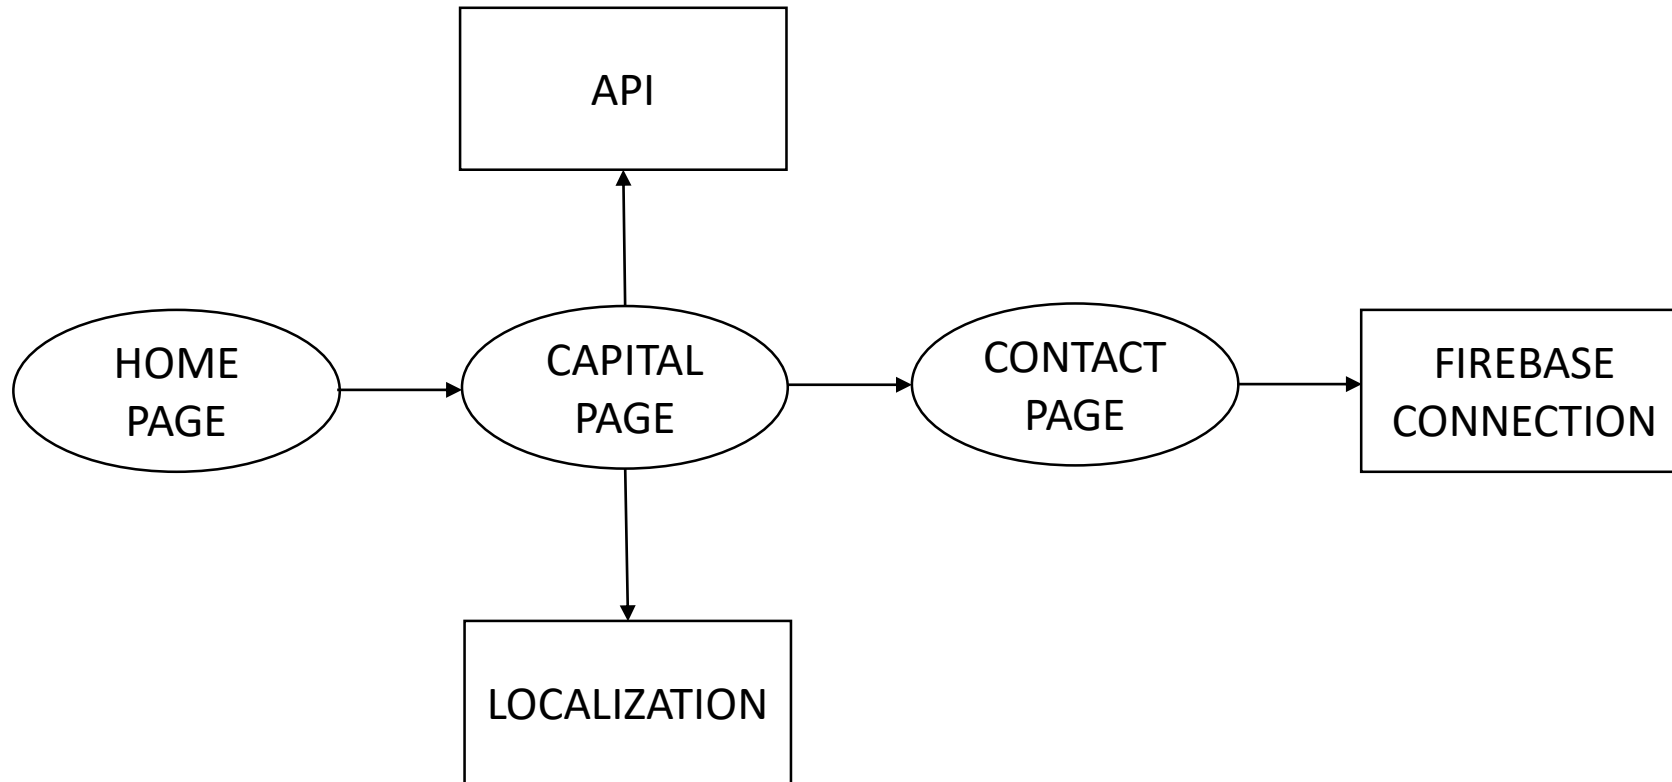 API
HOME
PAGE
CAPITAL
PAGE
CONTACT
PAGE
FIREBASE
CONNECTION
LOCALIZATION